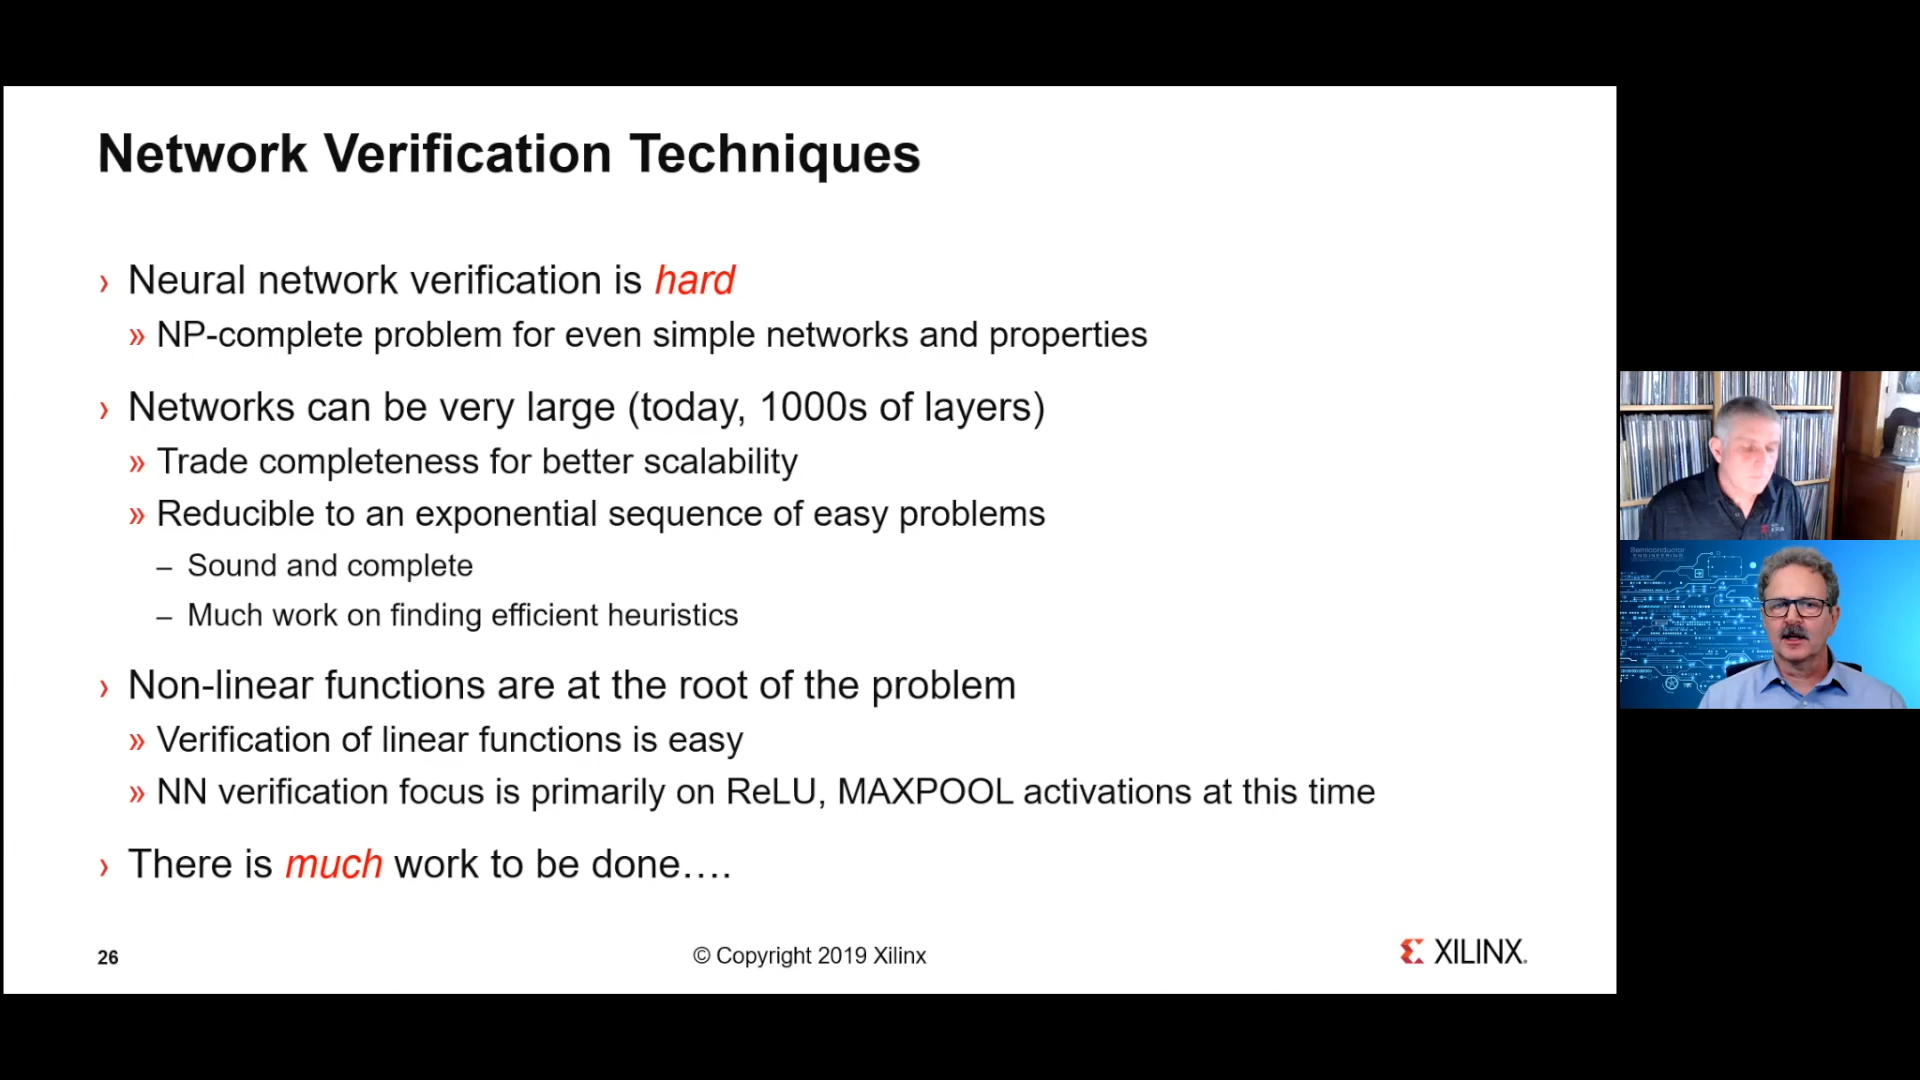 Network Verification Techniques
› Neural network verification is hard
» NP-complete problem for even simple networks and properties
› Networks can be very large (today, 1000s of layers)
» Trade completeness for better scalability
» Reducible to an exponential sequence of easy problems
– Sound and complete
– Much work on finding efficient heuristics
› Non-linear functions are at the root of the problem
» Verification of linear functions is easy
» NN verification focus is primarily on ReLU, MAXPOOL activations at this time
› There is much work to be done….
26
© Copyright 2019 Xilinx
XILINX.
Semiconductor
ENGINEERING